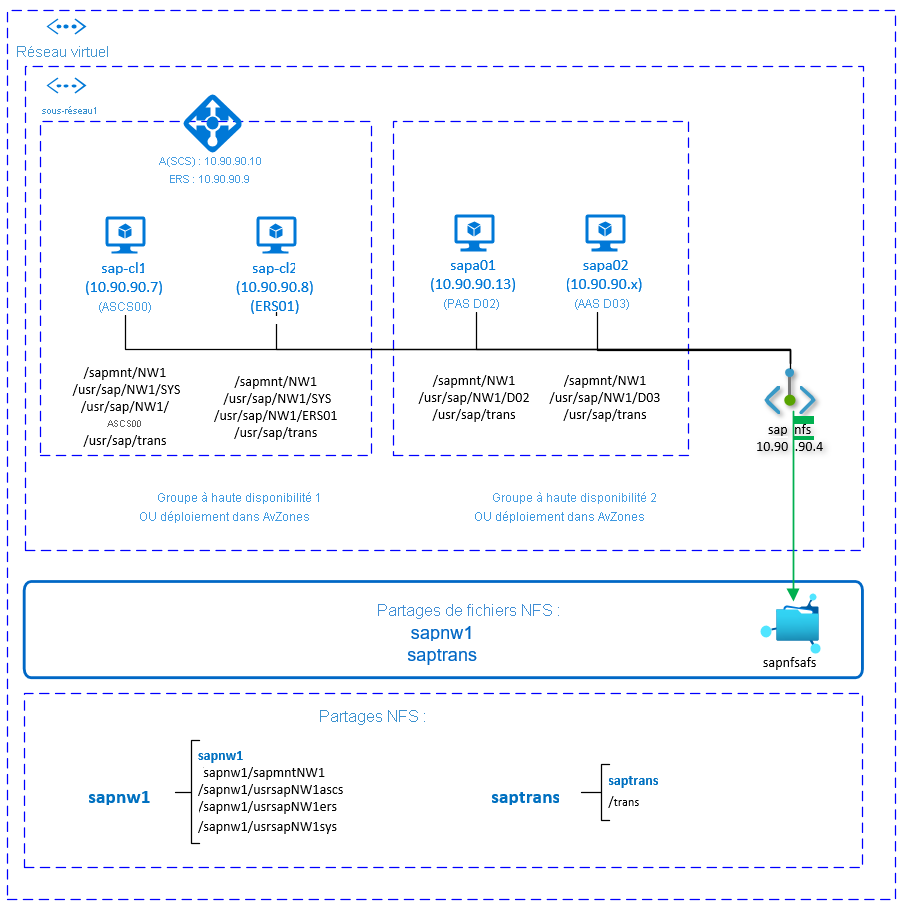 Réseau virtuel
sous-réseau1
A(SCS) : 10.90.90.10
ERS : 10.90.90.9
sap-cl1
(10.90.90.7)
(ASCS00)
sap-cl2
(10.90.90.8)
(ERS01)
sapa01
(10.90.90.13)
(PAS D02)
sapa02
(10.90.90.x)
(AAS D03)
/sapmnt/NW1
/usr/sap/NW1/SYS
/usr/sap/NW1/
ASCS00
/usr/sap/trans
/sapmnt/NW1
/usr/sap/NW1/SYS
/usr/sap/NW1/ERS01
/usr/sap/trans
/sapmnt/NW1
/usr/sap/NW1/D02
/usr/sap/trans
/sapmnt/NW1
/usr/sap/NW1/D03
/usr/sap/trans
sap nfs
10.90 .90.4
Groupe à haute disponibilité 1
OU déploiement dans AvZones
Groupe à haute disponibilité 2
OU déploiement dans AvZones
Partages de fichiers NFS :
sapnw1
saptrans
sapnfsafs
Partages NFS :
sapnw1
sapnw1
sapnw1/sapmntNW1
/sapnw1/usrsapNW1ascs
/sapnw1/usrsapNW1ers
/sapnw1/usrsapNW1sys
saptrans
saptrans
/trans